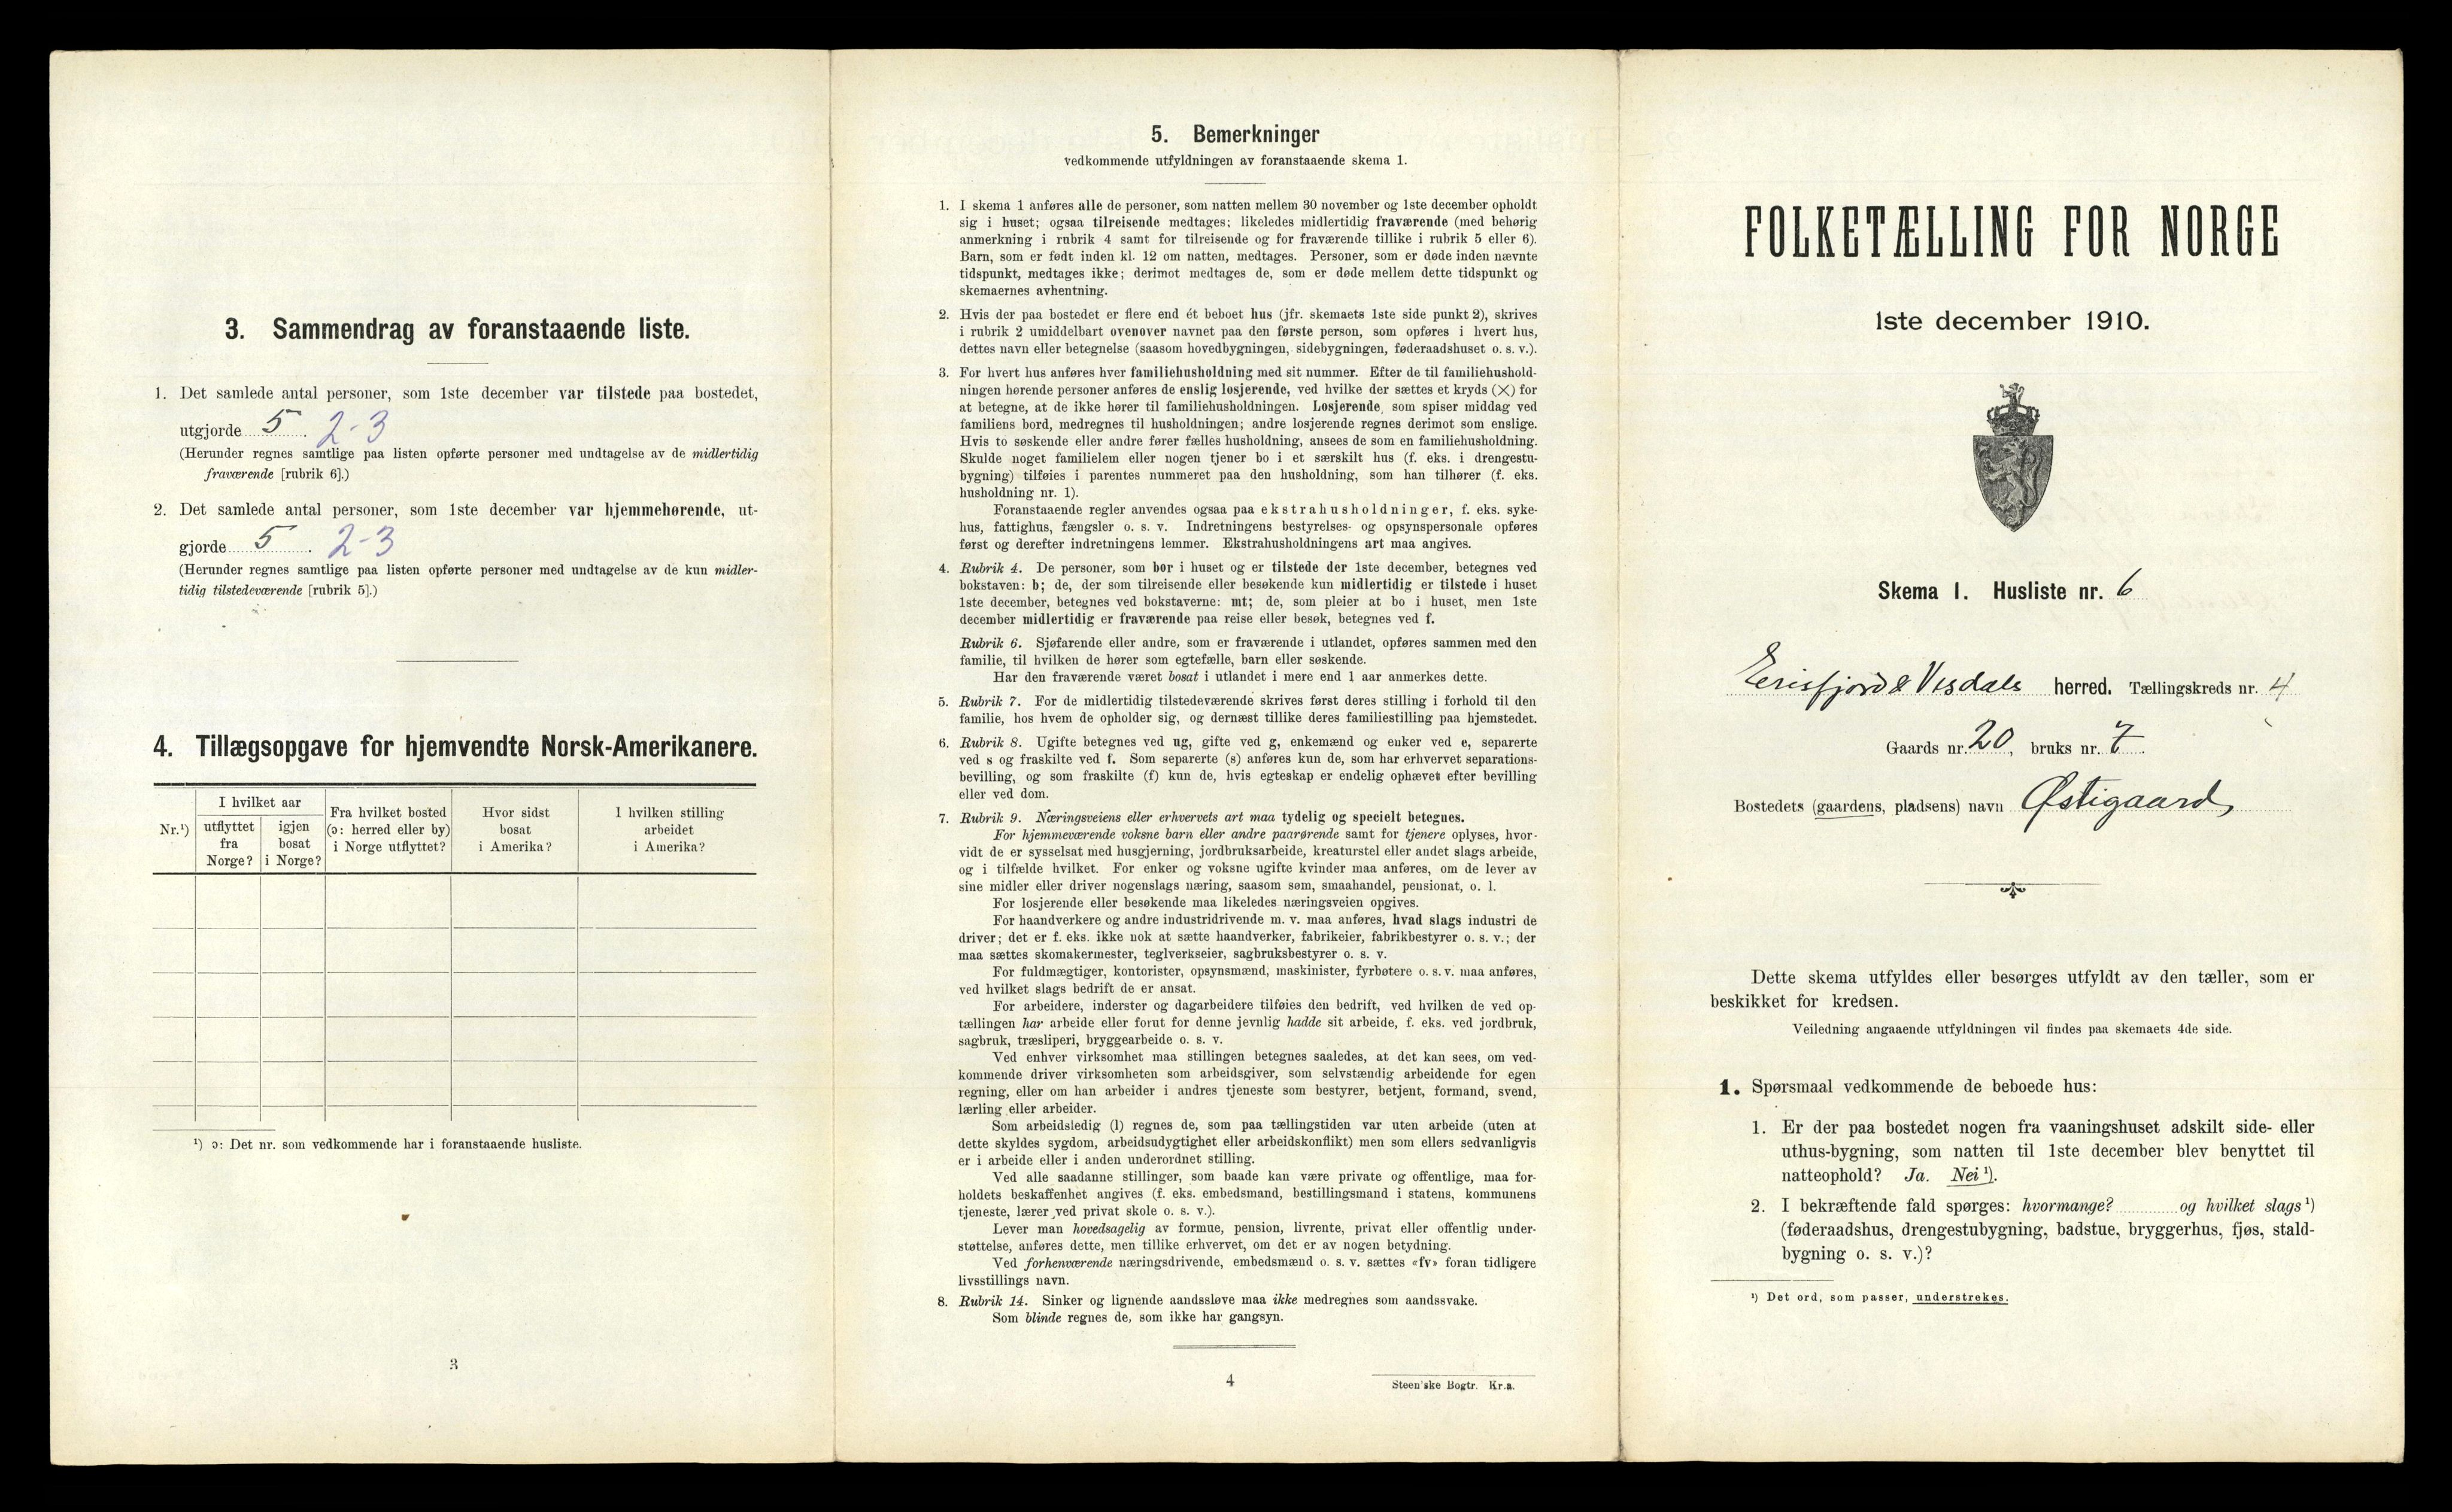 3. Sammendrag av foranstaaende liste.
1. Det samlede antal personer, som 1ste december var tilstede paa bostedet,
utgjorde 5. 2-3
(Herunder regnes samtlige paa listen opførte personer med undtagelse av de midlertidig
fraværende [rubrik 6].)
2. Det samlede antal personer, som 1ste december var hjemmehørende, ut-
gjorde 5. 2-3
(Herunder regnes samtlige paa listen opførte personer med undtagelse av de kun midler-
tidig tilstedeværende [rubrik 5].)
4. Tillægsopgave for hjemvendte Norsk-Amerikanere.
Nr.¹)
I hvilket aar
utflyttet
fra
Norge?
igjen
bosat
i Norge?
Fra hvilket bosted
(ɔ: herred eller by)
i Norge utflyttet?
Hvor sidst
bosat
i Amerika?
I hvilken stilling
arbeidet
i Amerika?
¹) ɔ: Det nr. som vedkommende har i foranstaaende husliste.
3
5. Bemerkninger
vedkommende utfyldningen av foranstaaende skema 1.
1. I skema 1 anføres alle de personer, som natten mellem 30 november og 1ste december opholdt
sig i huset; ogsaa tilreisende medtages; likeledes midlertidig fraværende (med behørig
anmerkning i rubrik 4 samt for tilreisende og for fraværende tillike i rubrik 5 eller 6).
Barn, som er født inden kl. 12 om natten, medtages. Personer, som er døde inden nævnte
tidspunkt, medtages ikke; derimot medtages de, som er døde mellem dette tidspunkt og
skemaernes avhentning.
2. Hvis der paa bostedet er flere end ét beboet hus (jfr. skemaets 1ste side punkt 2), skrives
i rubrik 2 umiddelbart ovenover navnet paa den første person, som opføres i hvert hus,
dettes navn eller betegnelse (saasom hovedbygningen, sidebygningen, føderaadshuset o. s. v.).
3. For hvert hus anføres hver familiehusholdning med sit nummer. Efter de til familiehushold-
ningen hørende personer anføres de enslig losjerende, ved hvilke der sættes et kryds (×) for
at betegne, at de ikke hører til familiehusholdningen. Losjerende, som spiser middag ved
familiens bord, medregnes til husholdningen; andre losjerende regnes derimot som enslige.
Hvis to søskende eller andre fører fælles husholdning, ansees de som en familiehusholdning.
Skulde noget familielem eller nogen tjener bo i et særskilt hus (f. eks. i drengestu-
bygning) tilføies i parentes nummeret paa den husholdning, som han tilhører (f. eks.
husholdning nr. 1).
Foranstaaende regler anvendes ogsaa paa ekstrahusholdninger, f. eks. syke-
hus, fattighus, fængsler o. s. v. Indretningens bestyrelses- og opsynspersonale opføres
først og derefter indretningens lemmer. Ekstrahusholdningens art maa angives.
4. Rubrik 4. De personer, som bor i huset og er tilstede der 1ste december, betegnes ved
bokstaven: b; de, der som tilreisende eller besøkende kun midlertidig er tilstede i huset
1ste december, betegnes ved bokstaverne: mt; de, som pleier at bo i huset, men 1ste
december midlertidig er fraværende paa reise eller besøk, betegnes ved f.
Rubrik 6. Sjøfarende eller andre, som er fraværende i utlandet, opføres sammen med den
familie, til hvilken de hører som egtefælle, barn eller søskende.
Har den fraværende været bosat i utlandet i mere end 1 aar anmerkes dette.
5. Rubrik 7. For de midlertidig tilstedeværende skrives først deres stilling i forhold til den
familie, hos hvem de opholder sig, og dernæst tillike deres familiestilling paa hjemstedet.
6. Rubrik 8. Ugifte betegnes ved ug, gifte ved g, enkemænd og enker ved e, separerte
ved s og fraskilte ved f. Som separerte (s) anføres kun de, som har erhvervet separations-
bevilling, og som fraskilte (f) kun de, hvis egteskap er endelig ophævet efter bevilling
eller ved dom.
7. Rubrik 9. Næringsveiens eller erhvervets art maa tydelig og specielt betegnes.
For hjemmeværende voksne barn eller andre paarørende samt for tjenere oplyses, hvor-
vidt de er sysselsat med husgjerning, jordbruksarbeide, kreaturstel eller andet slags arbeide,
og i tilfælde hvilket. For enker og voksne ugifte kvinder maa anføres, om de lever av
sine midler eller driver nogenslags næring, saasom søm, smaahandel, pensionat, o. l.
For losjerende eller besøkende maa likeledes næringsveien opgives.
For haandverkere og andre industridrivende m. v. maa anføres, hvad slags industri de
driver; det er f. eks. ikke nok at sætte haandverker, fabrikeier, fabrikbestyrer o. s. v.; der
maa sættes skomakermester, teglverkseier, sagbruksbestyrer o. s. v.
For fuldmægtiger, kontorister, opsynsmænd, maskinister, fyrbøtere o. s. v. maa anføres,
ved hvilket slags bedrift de er ansat.
For arbeidere, inderster og dagarbeidere tilføies den bedrift, ved hvilken de ved op-
tællingen har arbeide eller forut for denne jevnlig hadde sit arbeide, f. eks. ved jordbruk,
sagbruk, træsliperi, bryggearbeide o. s. v.
Ved enhver virksomhet maa stillingen betegnes saaledes, at det kan sees, om ved-
kommende driver virksomheten som arbeidsgiver, som selvstændig arbeidende for egen
regning, eller om han arbeider i andres tjeneste som bestyrer, betjent, formand, svend,
lærling eller arbeider.
Som arbeidsledig (l) regnes de, som paa tællingstiden var uten arbeide (uten at
dette skyldes sygdom, arbeidsudygtighet eller arbeidskonflikt) men som ellers sedvanligvis
er i arbeide eller i anden underordnet stilling.
Ved alle saadanne stillinger, som baade kan være private og offentlige, maa for-
holdets beskaffenhet angives (f. eks. embedsmand, bestillingsmand i statens, kommunens
tjeneste, lærer ved privat skole o. s. v.).
Lever man hovedsagelig av formue, pension, livrente, privat eller offentlig under-
støttelse, anføres dette, men tillike erhvervet, om det er av nogen betydning.
Ved forhenværende næringsdrivende, embedsmænd o. s. v. sættes «fv» foran tidligere
livsstillings navn.
8. Rubrik 14. Sinker og lignende aandssløve maa ikke medregnes som aandssvake.
Som blinde regnes de, som ikke har gangsyn.
4
Steen'ske Bogtr. Kr.a.
FOLKETÆLLING FOR NORGE
1ste december 1910.
Skema 1. Husliste nr. 6
Eirisfjord & Visdals herred. Tællingskreds nr. 4
Gaards nr. 20, bruks nr. 7.
Bostedets (gaardens, pladsens) navn Østigaard,
Dette skema utfyldes eller besørges utfyldt av den tæller, som er
beskikket for kredsen.
Veiledning angaaende utfyldningen vil findes paa skemaets 4de side.
1. Spørsmaal vedkommende de beboede hus:
1. Er der paa bostedet nogen fra vaaningshuset adskilt side- eller
uthus-bygning, som natten til 1ste december blev benyttet til
natteophold? Ja. Nei ¹).
2. I bekræftende fald spørges: hvormange? og hvilket slags ¹)
(føderaadshus, drengestubygning, badstue, bryggerhus, fjøs, stald-
bygning o. s. v.)?
¹) Det ord, som passer, understrekes.